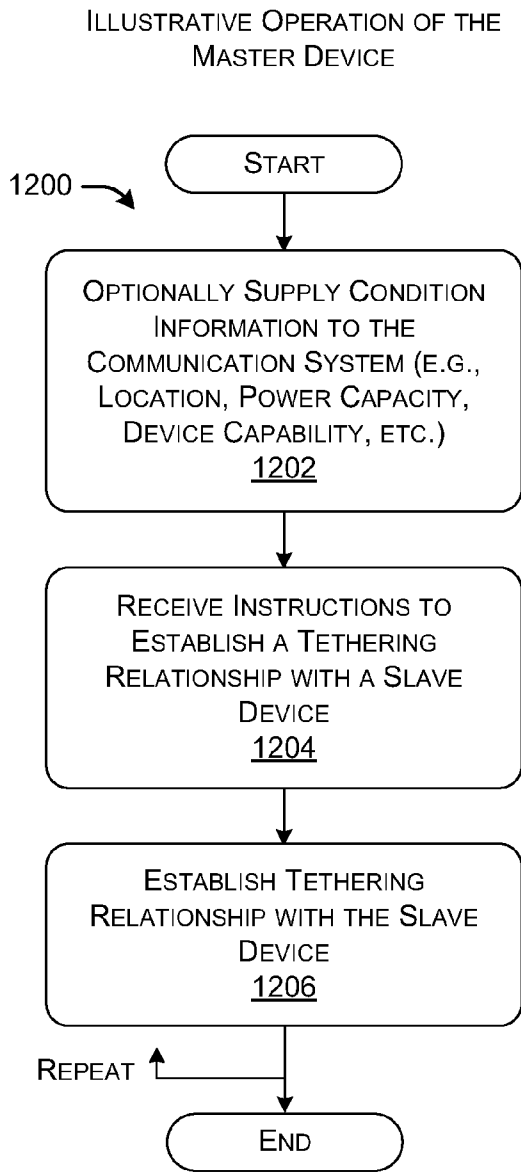 ILLUSTRATIVE OPERATION OF THE
MASTER DEVICE
START
1200
OPTIONALLY SUPPLY CONDITION
INFORMATION TO THE
COMMUNICATION SYSTEM (E.G.,
LOCATION, POWER CAPACITY,
DEVICE CAPABILITY, ETC.)
1202
RECEIVE INSTRUCTIONS TO
ESTABLISH A TETHERING
RELATIONSHIP WITH A SLAVE
DEVICE
1204
ESTABLISH TETHERING
RELATIONSHIP WITH THE SLAVE
DEVICE
1206
REPEAT
END